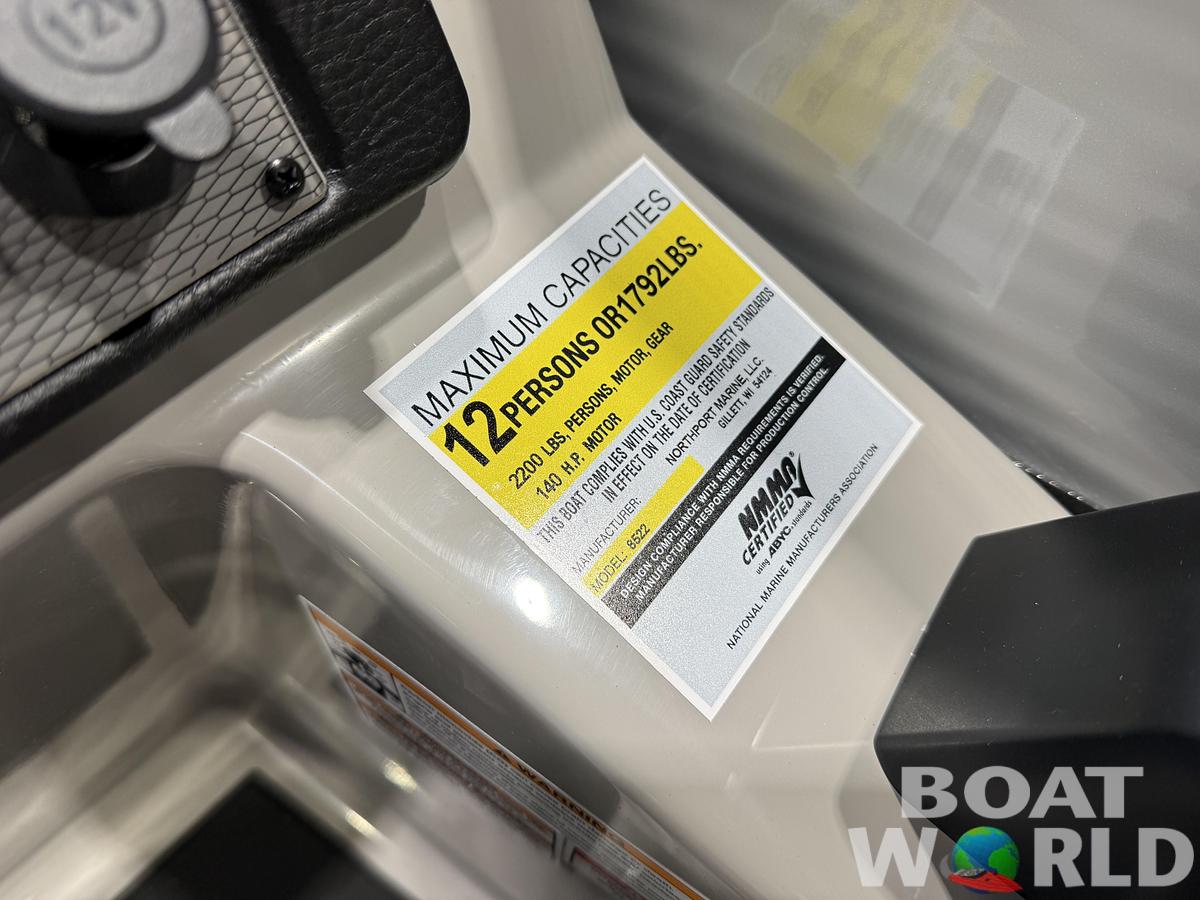 12V
MAXIMUM CAPACITIES
12 PERSONS OR 1792LBS.
2200 LBS, PERSONS, MOTOR, GEAR
140 H.P. MOTOR
THIS BOAT COMPLIES WITH U.S. COAST GUARD SAFETY STANDARDS
IN EFFECT ON THE DATE OF CERTIFICATION
MANUFACTURER: NORTHPORT MARINE, LLC.
GILLETT, WI 54124
MODEL: 8522
DESIGN COMPLIANCE WITH NMMA REQUIREMENTS IS VERIFIED.
MANUFACTURER RESPONSIBLE FOR PRODUCTION CONTROL.
NMMA
CERTIFIED
using ABYC. standards
NATIONAL MARINE MANUFACTURERS ASSOCIATION
WARNING
BOAT
WORLD